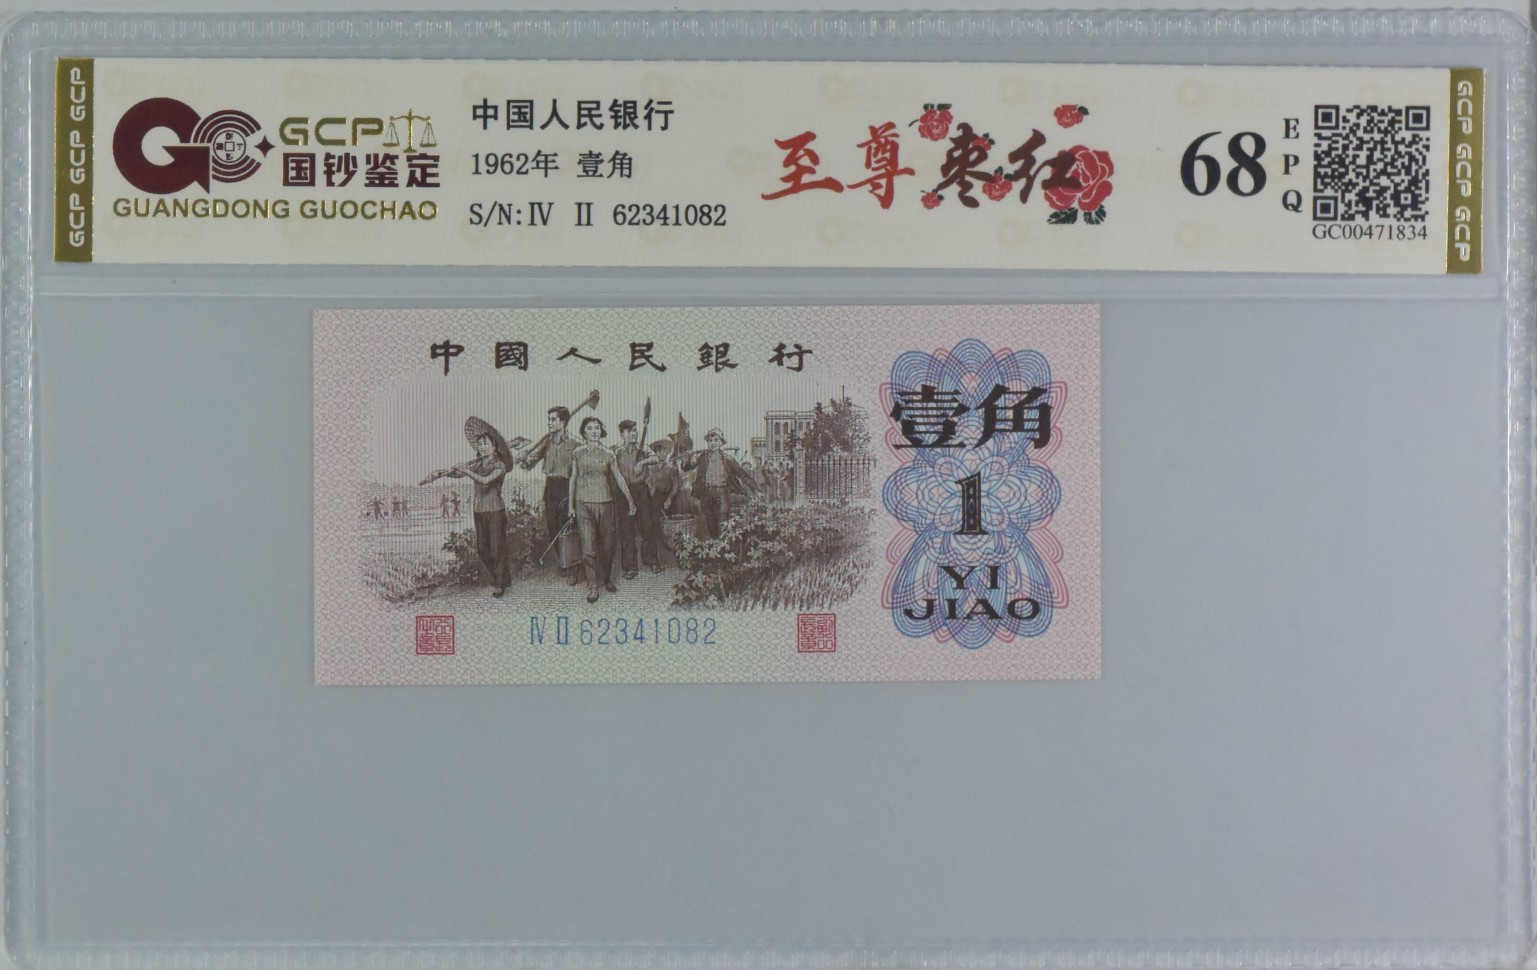 GCP GCP GCP
GCP
国钞鉴定
GUANGDONG GUOCHAO
中国人民银行
1962年 壹角
S/N:Ⅳ Ⅱ 62341082
至尊枣红
68
EPQ
GC00471834
GCP GCP GCP
中國人民銀行
壹角
1
YI
JIAO
Ⅳ Ⅱ 62341082